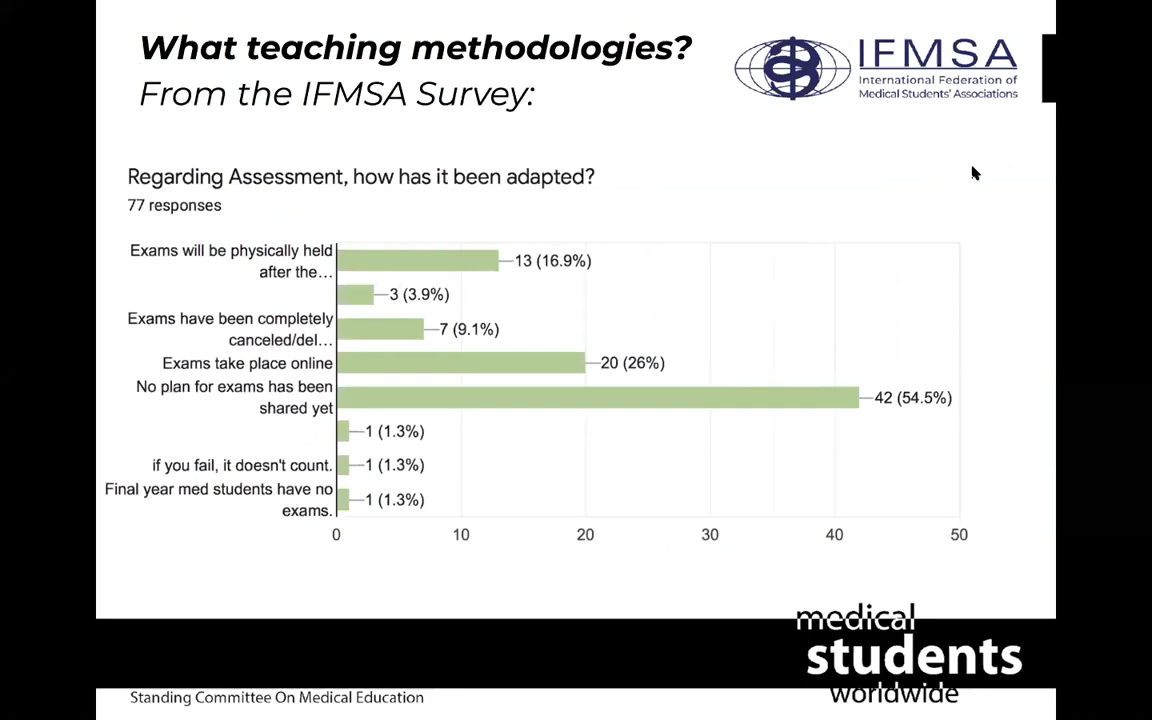 What teaching methodologies?
From the IFMSA Survey:
IFMSA
International Federation of
Medical Students' Associations
Regarding Assessment, how has it been adapted?
77 responses
Exams will be physically held
after the…
13 (16.9%)
3 (3.9%)
Exams have been completely
canceled/del…
7 (9.1%)
Exams take place online
20 (26%)
No plan for exams has been
shared yet
42 (54.5%)
1 (1.3%)
if you fail, it doesn't count.
1 (1.3%)
Final year med students have no
exams.
1 (1.3%)
0 10 20 30 40 50
medical
students
worldwide
Standing Committee On Medical Education